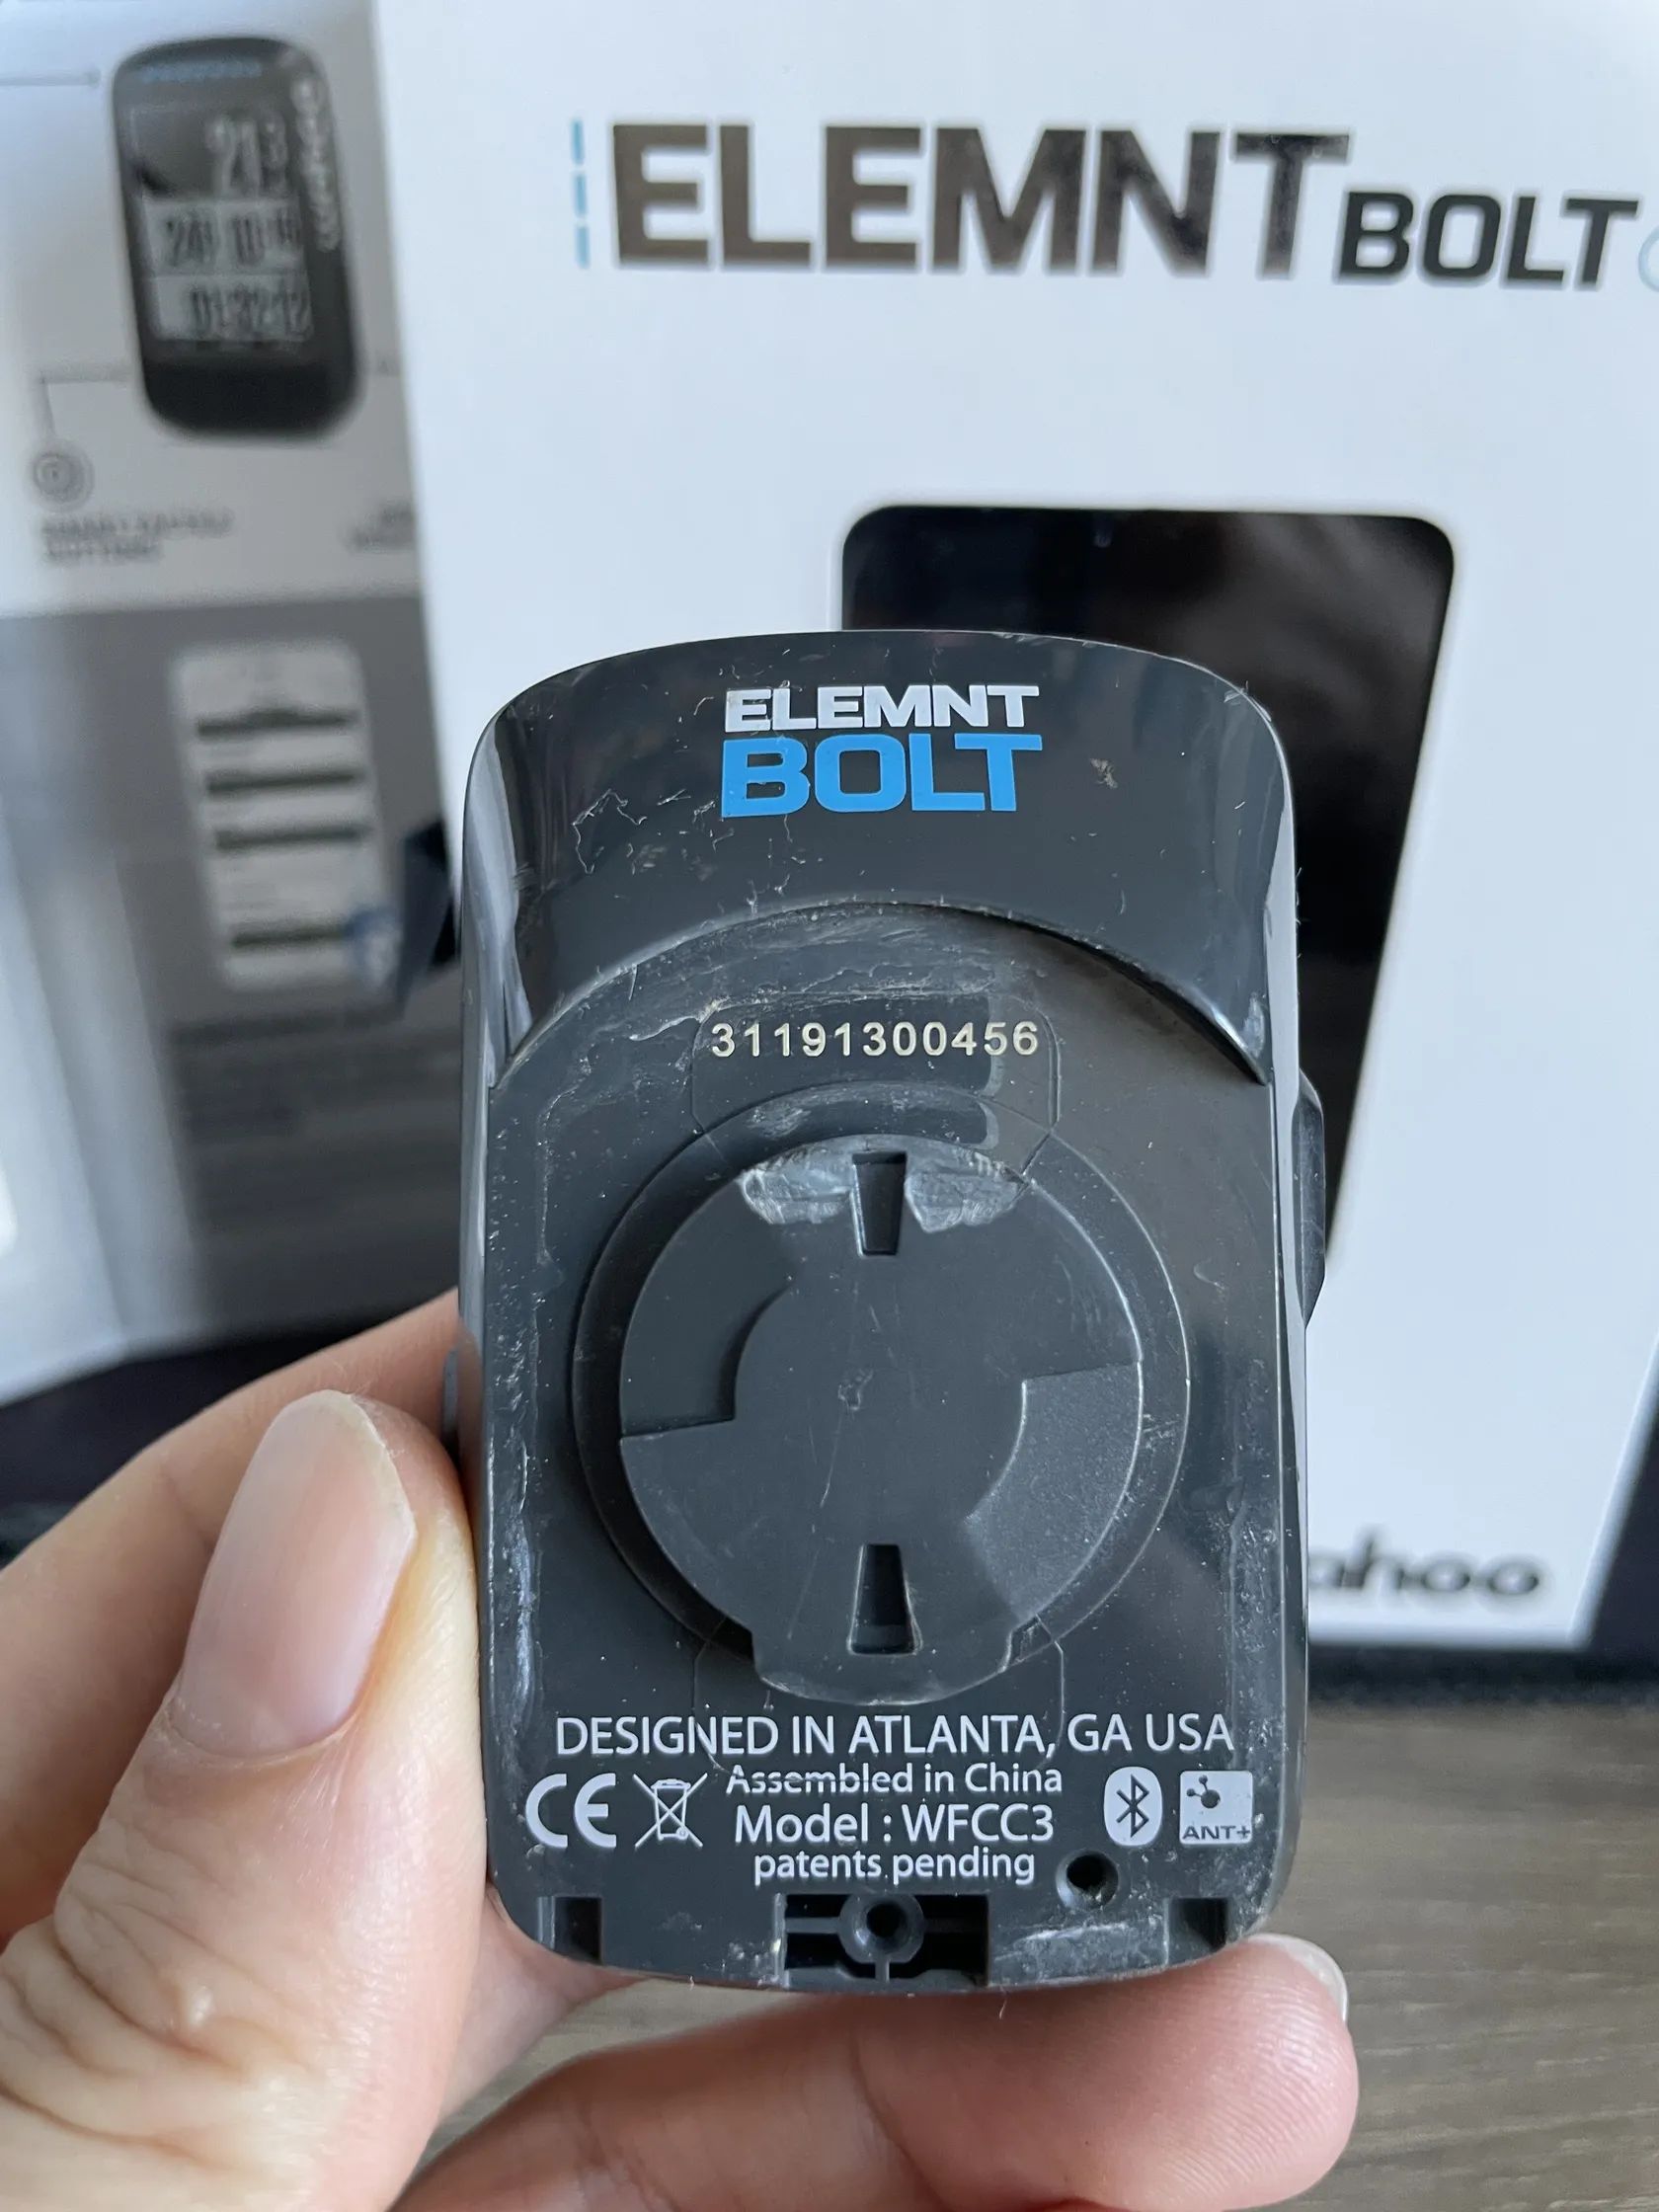 ELEMNT BOLT
ELEMNT
BOLT
31191300456
DESIGNED IN ATLANTA, GA USA
Assembled in China
Model : WFCC3
patents pending
CE
ANT+
ahoo